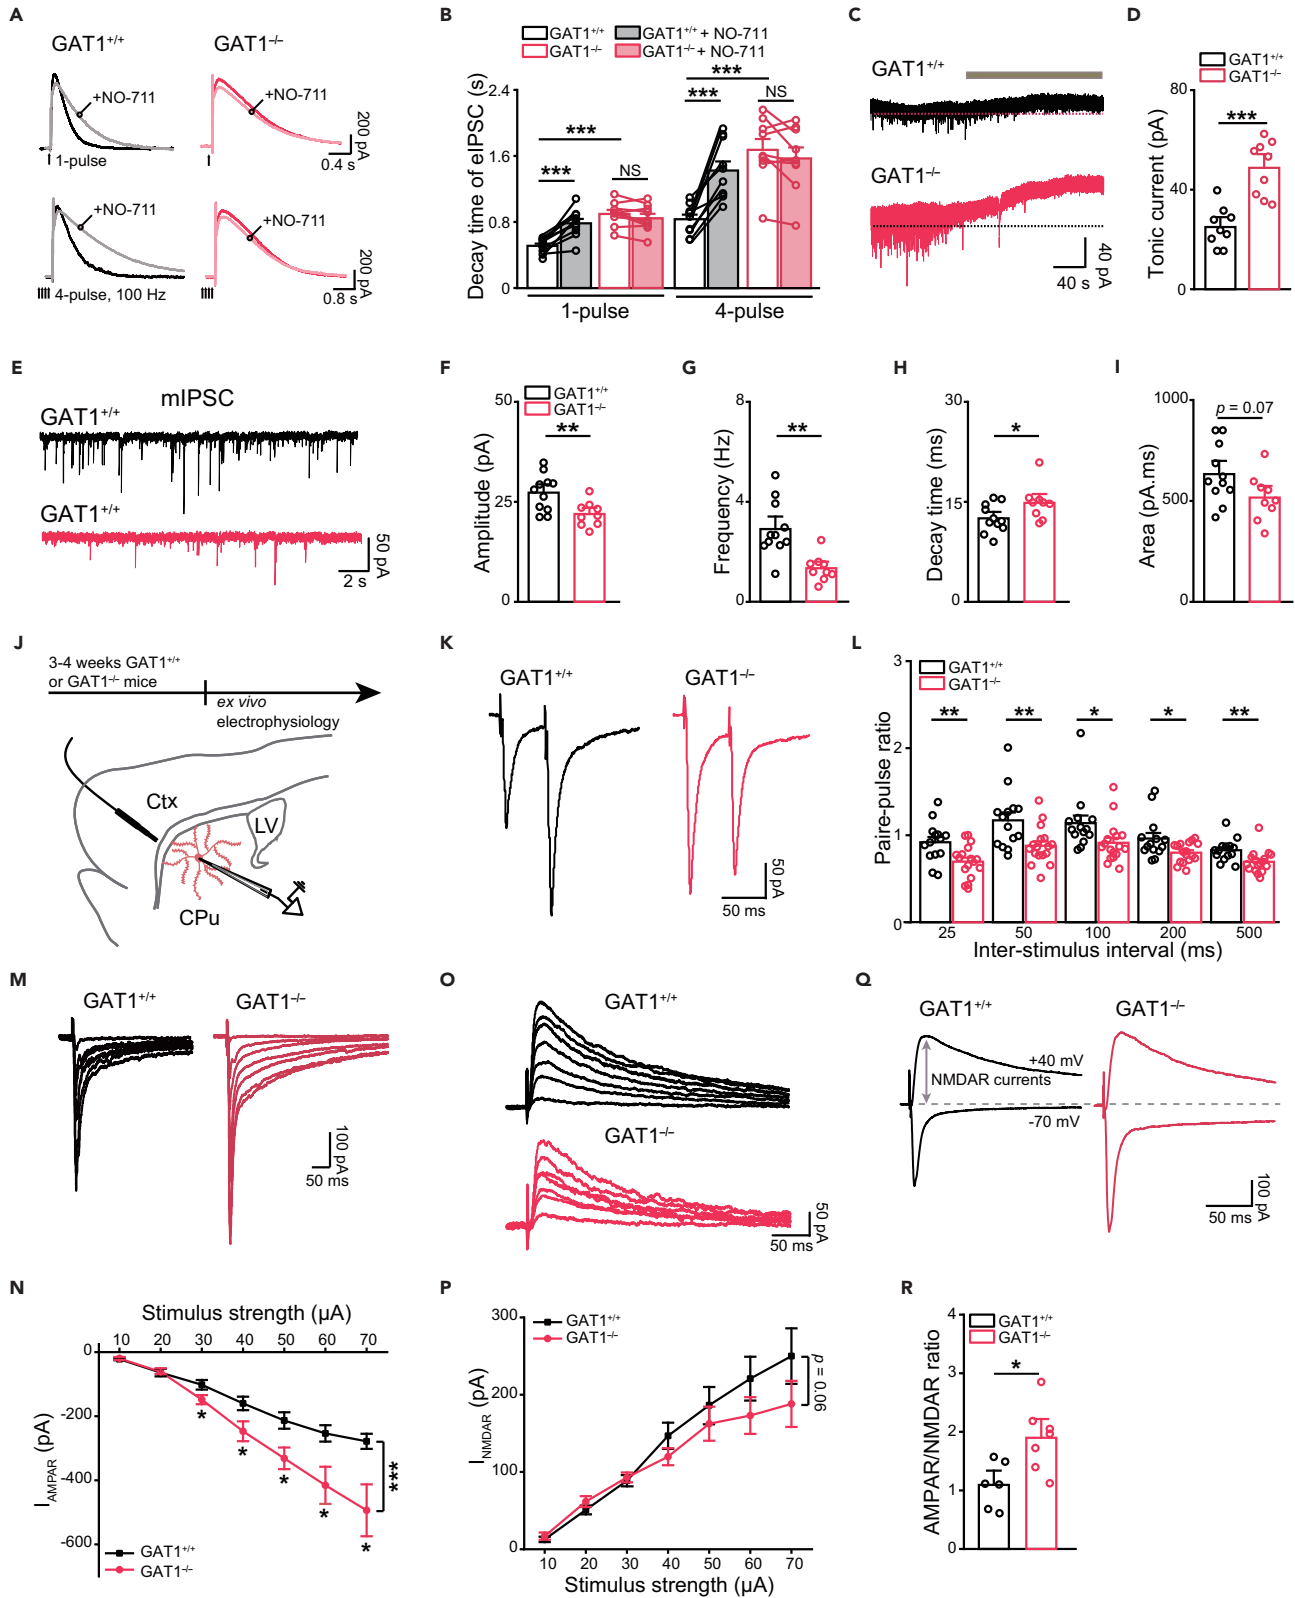 A
GAT1+/+
GAT1–/–
+NO-711
+NO-711
1-pulse
200 pA
0.4 s
+NO-711
+NO-711
4-pulse, 100 Hz
200 pA
0.8 s
B
GAT1+/+
GAT1+/+ + NO-711
GAT1–/–
GAT1–/– + NO-711
Decay time of eIPSC (s)
2.4
1.6
0.8
0
***
***
NS
***
***
NS
1-pulse
4-pulse
C
GAT1+/+
GAT1–/–
40 pA
40 s
D
GAT1+/+
GAT1–/–
Tonic current (pA)
80
40
0
***
E
mIPSC
GAT1+/+
GAT1+/+
50 pA
2 s
F
GAT1+/+
GAT1–/–
Amplitude (pA)
50
25
0
**
G
Frequency (Hz)
8
4
0
**
H
Decay time (ms)
30
15
0
*
I
Area (pA.ms)
1000
500
0
p = 0.07
J
3-4 weeks GAT1+/+
or GAT1–/– mice
ex vivo
electrophysiology
Ctx
LV
CPu
K
GAT1+/+
GAT1–/–
50 pA
50 ms
L
GAT1+/+
GAT1–/–
Paire-pulse ratio
3
2
1
0
**
**
*
*
**
25
50
100
200
500
Inter-stimulus interval (ms)
M
GAT1+/+
GAT1–/–
100 pA
50 ms
O
GAT1+/+
GAT1–/–
50 pA
50 ms
Q
GAT1+/+
GAT1–/–
+40 mV
NMDAR currents
-70 mV
100 pA
50 ms
N
Stimulus strength (µA)
10 20 30 40 50 60 70
0
-200
-400
-600
IAMPAR (pA)
*
*
*
*
*
***
GAT1+/+
GAT1–/–
P
GAT1+/+
GAT1–/–
INMDAR (pA)
300
200
100
0
p = 0.06
10 20 30 40 50 60 70
Stimulus strength (µA)
R
GAT1+/+
GAT1–/–
AMPAR/NMDAR ratio
4
3
2
1
0
*